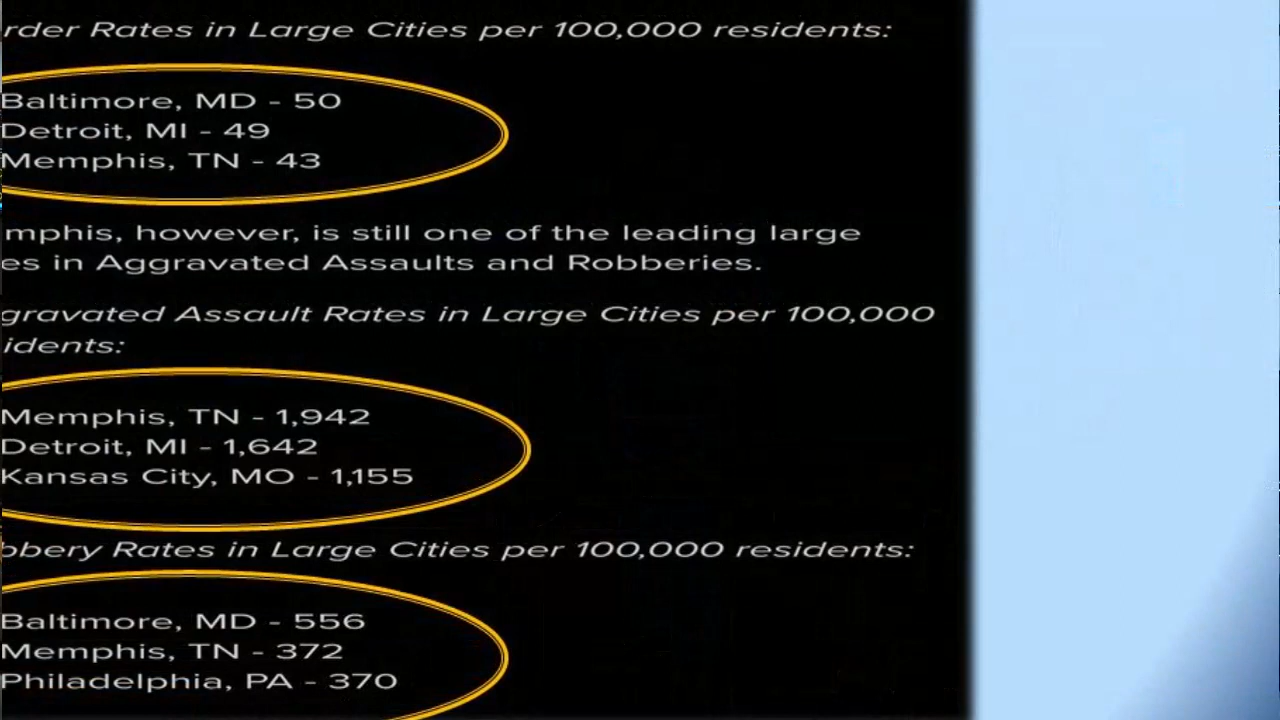 rder Rates in Large Cities per 100,000 residents:
Baltimore, MD - 50
Detroit, MI - 49
Memphis, TN - 43
mphis, however, is still one of the leading large
es in Aggravated Assaults and Robberies.
gravated Assault Rates in Large Cities per 100,000
idents:
Memphis, TN - 1,942
Detroit, MI - 1,642
Kansas City, MO - 1,155
bbery Rates in Large Cities per 100,000 residents:
Baltimore, MD - 556
Memphis, TN - 372
Philadelphia, PA - 370